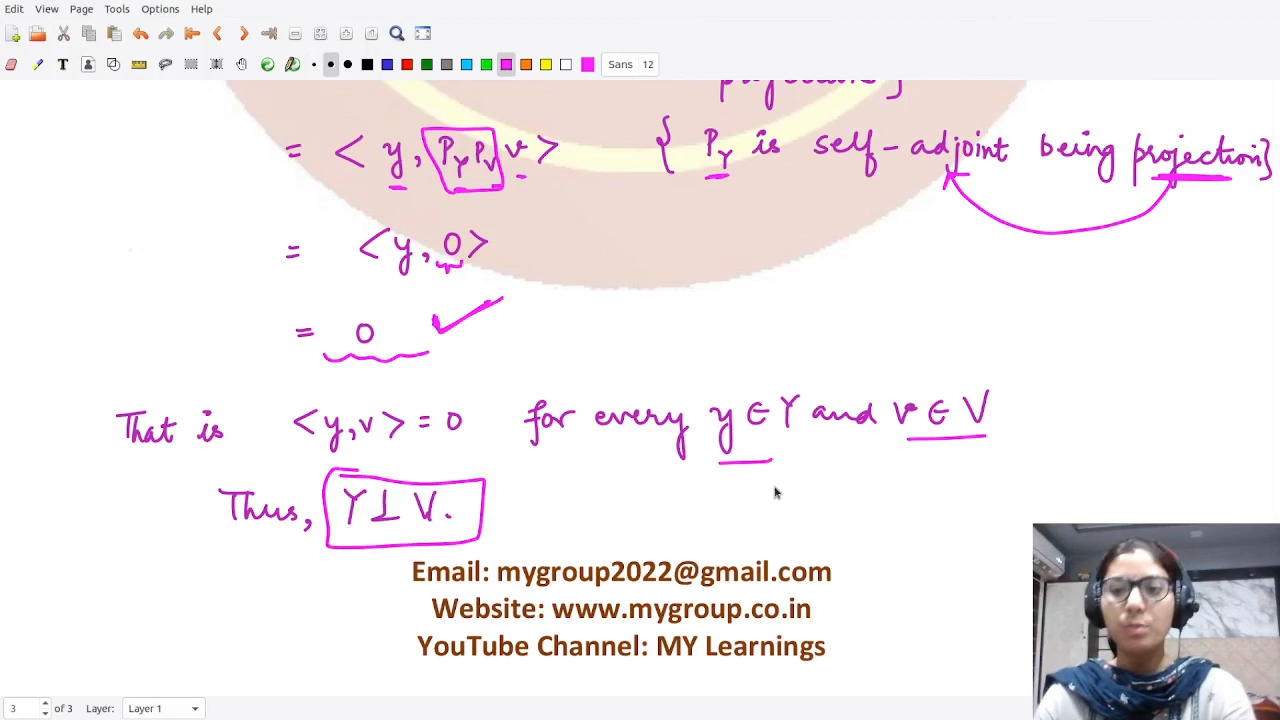 Edit View Page Tools Options Help
Sans 12
projections}
= < y, P_Y P_V v > { P_Y is self-adjoint being projection}
= <y, 0>
= 0
That is <y,v> = 0 for every y ∈ Y and v ∈ V
Thus, Y ⊥ V.
Email: mygroup2022@gmail.com
Website: www.mygroup.co.in
YouTube Channel: MY Learnings
3 of 3 Layer: Layer 1